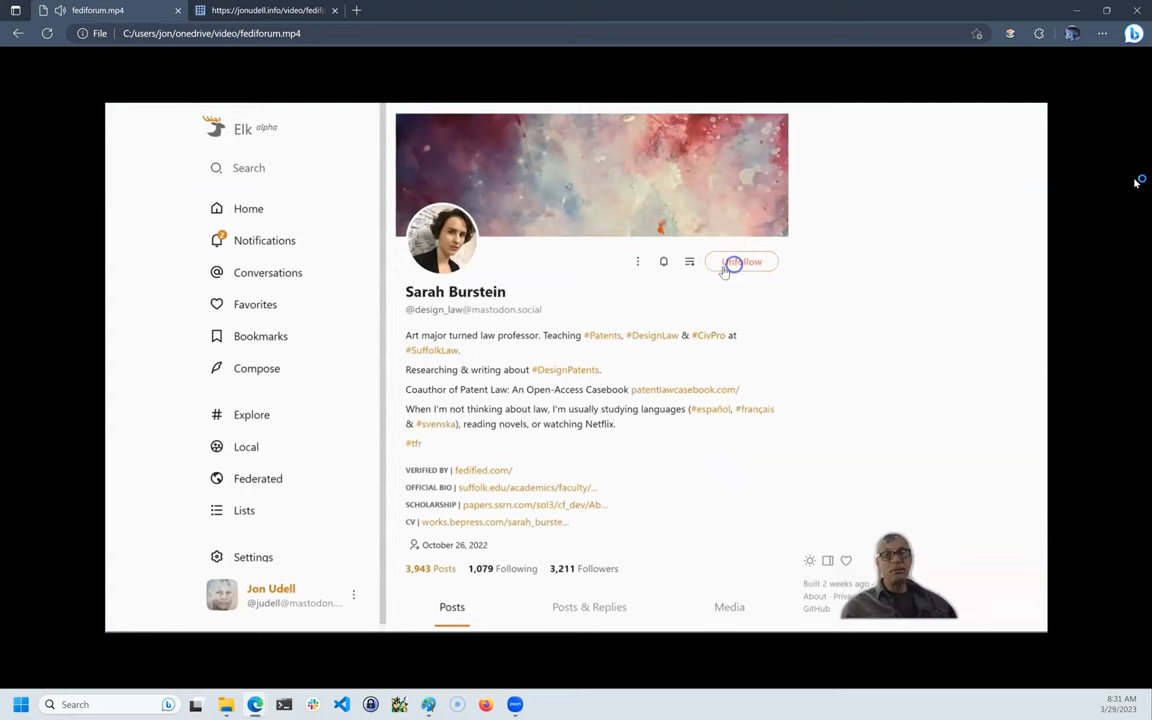 fediforum.mp4
https://jonudell.info/video/fedif
File
C:/users/jon/onedrive/video/fediforum.mp4
Elk alpha
Search
Home
2
Notifications
Conversations
Favorites
Bookmarks
Compose
Explore
Local
Federated
Lists
Settings
Jon Udell
@judell@mastodon....
Unfollow
Sarah Burstein
@design_law@mastodon.social
Art major turned law professor. Teaching #Patents, #DesignLaw & #CivPro at
#SuffolkLaw.
Researching & writing about #DesignPatents.
Coauthor of Patent Law: An Open-Access Casebook patentlawcasebook.com/
When I'm not thinking about law, I'm usually studying languages (#español, #français
& #svenska), reading novels, or watching Netflix.
#tfr
VERIFIED BY | fedified.com/
OFFICIAL BIO | suffolk.edu/academics/faculty/...
SCHOLARSHIP | papers.ssrn.com/sol3/cf_dev/Ab...
CV | works.bepress.com/sarah_burste...
October 26, 2022
3,943 Posts 1,079 Following 3,211 Followers
Posts Posts & Replies Media
Built 2 weeks ago
About · Priva
GitHub
Search
8:31 AM
3/29/2023